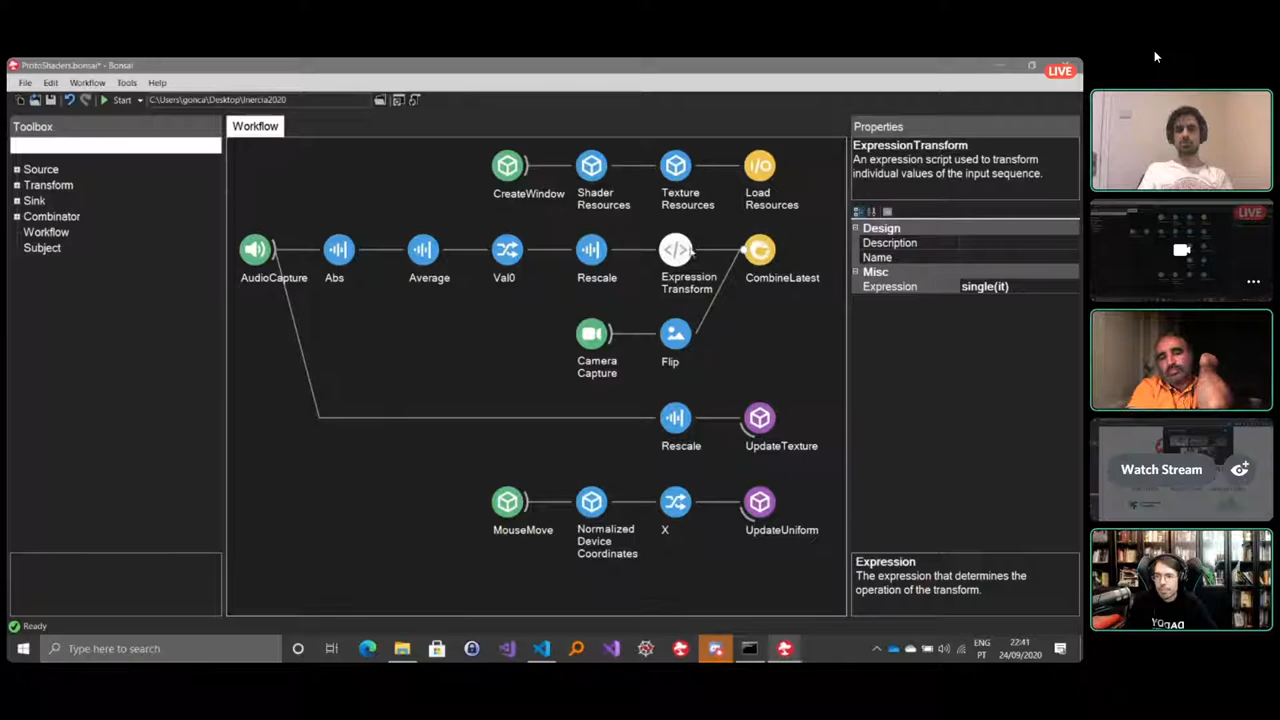 ProtoShaders.bonsai* - Bonsai
LIVE
File Edit Workflow Tools Help
Start C:\Users\gonca\Desktop\Inercia2020
Toolbox
Workflow
Properties
ExpressionTransform
An expression script used to transform
individual values of the input sequence.
Source
Transform
Sink
Combinator
Workflow
Subject
CreateWindow
Shader
Resources
Texture
Resources
I/O
Load
Resources
AudioCapture
Abs
Average
Val0
Rescale
</>
Expression
Transform
CombineLatest
Camera
Capture
Flip
Rescale
UpdateTexture
MouseMove
Normalized
Device
Coordinates
X
UpdateUniform
Design
Description
Name
Misc
Expression single(it)
Expression
The expression that determines the
operation of the transform.
Ready
Type here to search
ENG
PT
22:41
24/09/2020
LIVE
Watch Stream